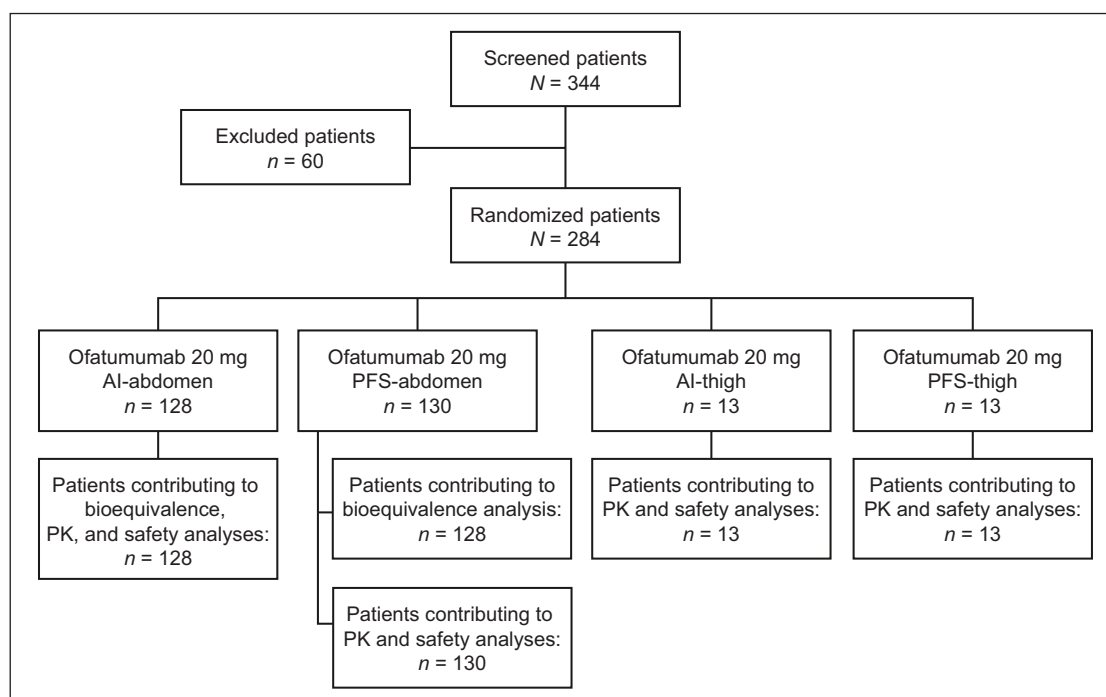 Screened patients
N = 344
Excluded patients
n = 60
Randomized patients
N = 284
Ofatumumab 20 mg
AI-abdomen
n = 128
Ofatumumab 20 mg
PFS-abdomen
n = 130
Ofatumumab 20 mg
AI-thigh
n = 13
Ofatumumab 20 mg
PFS-thigh
n = 13
Patients contributing to
bioequivalence,
PK, and safety analyses:
n = 128
Patients contributing to
bioequivalence analysis:
n = 128
Patients contributing to
PK and safety analyses:
n = 13
Patients contributing to
PK and safety analyses:
n = 13
Patients contributing to
PK and safety analyses:
n = 130